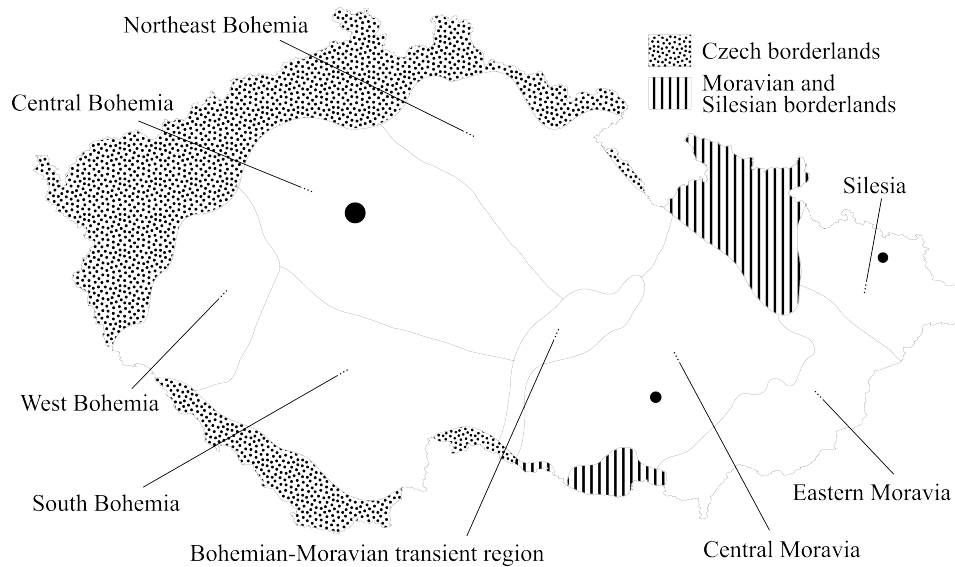 Northeast Bohemia
Czech borderlands
Central Bohemia
Moravian and
Silesian borderlands
Silesia
West Bohemia
South Bohemia
Eastern Moravia
Bohemian-Moravian transient region
Central Moravia